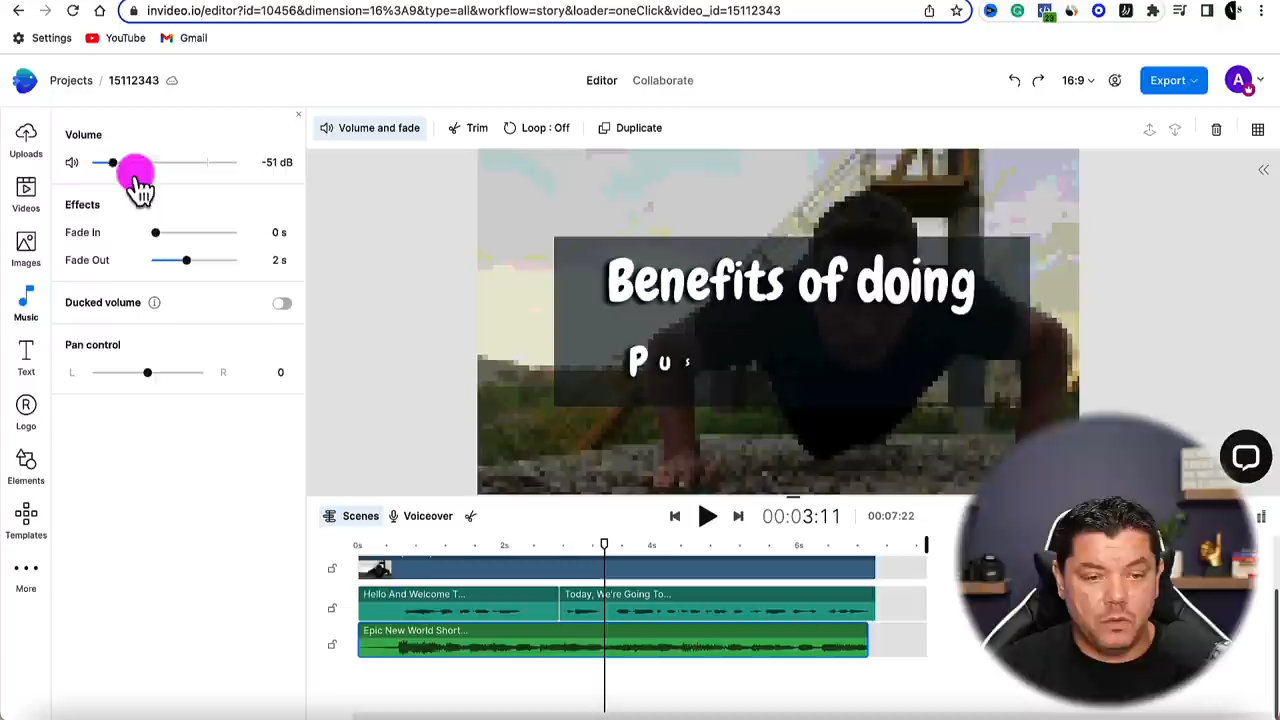 invideo.io/editor?id=10456&dimension=16%3A9&type=all&workflow=story&loader=oneClick&video_id=15112343
23
Settings
YouTube
Gmail
Projects / 15112343
Editor
Collaborate
16:9
Export
A
Uploads
Videos
Images
Music
Text
Logo
Elements
Templates
More
Volume
-51 dB
Effects
Fade In
0 s
Fade Out
2 s
Ducked volume
Pan control
L
R
0
Volume and fade
Trim
Loop : Off
Duplicate
Benefits of doing
P u s
Scenes
Voiceover
00:03:11
00:07:22
0s
2s
4s
6s
Hello And Welcome T...
Today, We're Going To...
Epic New World Short...